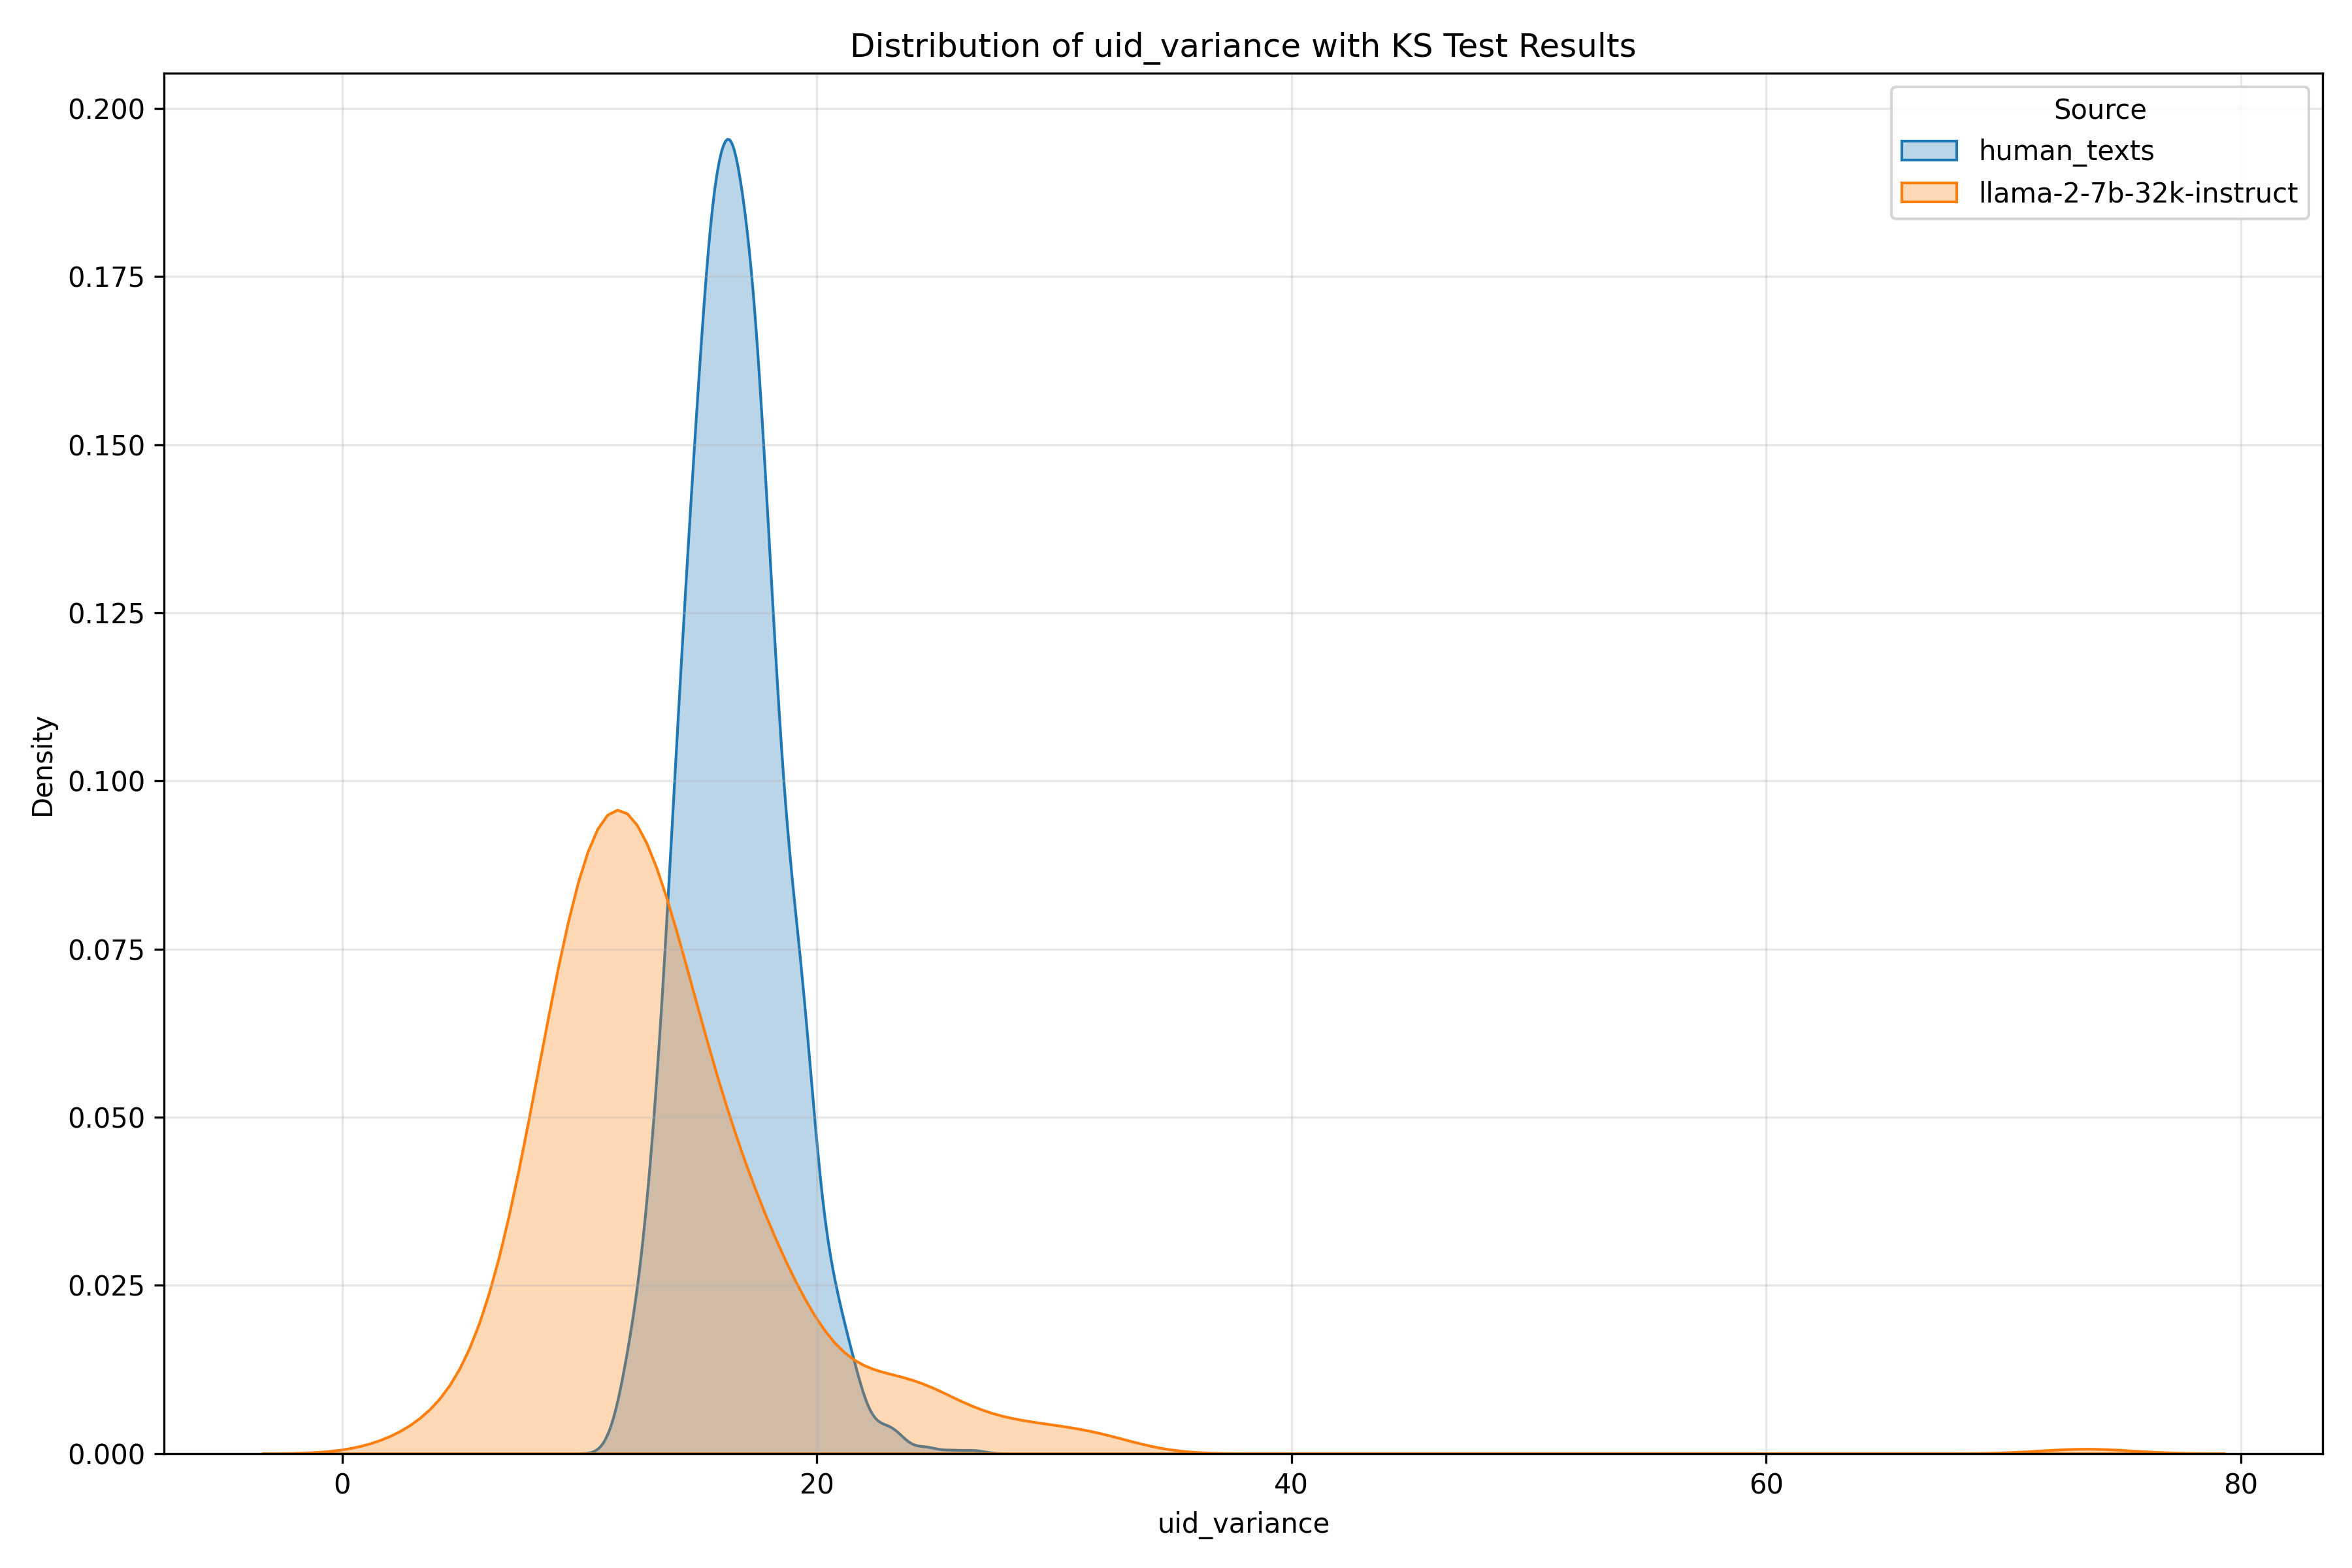 Distribution of uid_variance with KS Test Results
Source
human_texts
llama-2-7b-32k-instruct
Density
0.200
0.175
0.150
0.125
0.100
0.075
0.050
0.025
0.000
0 20 40 60 80
uid_variance